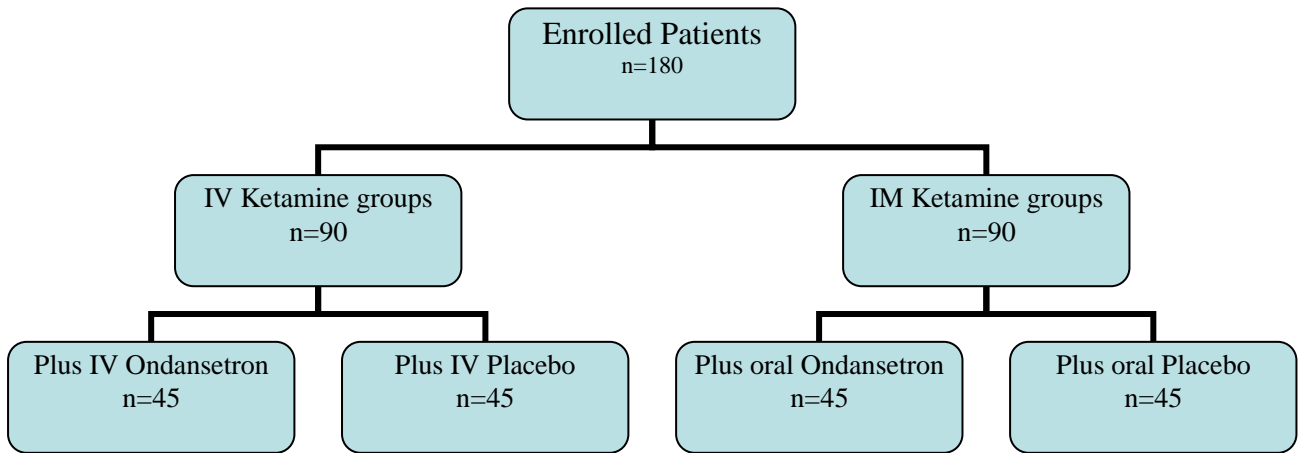 Enrolled Patients
n=180
IV Ketamine groups
n=90
IM Ketamine groups
n=90
Plus IV Ondansetron
n=45
Plus IV Placebo
n=45
Plus oral Ondansetron
n=45
Plus oral Placebo
n=45